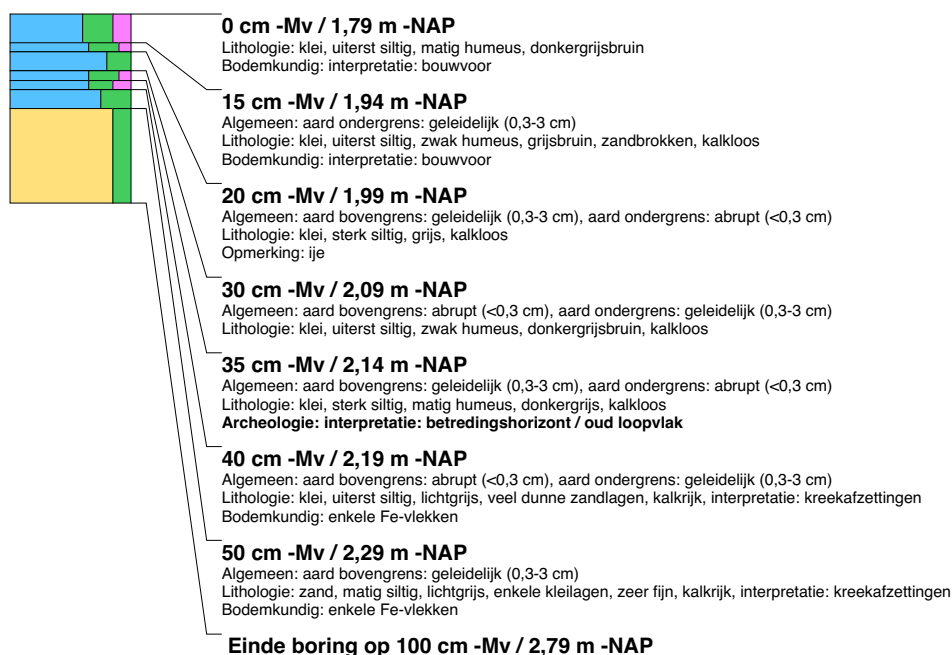 0 cm -Mv / 1,79 m -NAP
Lithologie: klei, uiterst siltig, matig humeus, donkergrijsbruin
Bodemkundig: interpretatie: bouwvoor
15 cm -Mv / 1,94 m -NAP
Algemeen: aard ondergrens: geleidelijk (0,3-3 cm)
Lithologie: klei, uiterst siltig, zwak humeus, grijsbruin, zandbrokken, kalkloos
Bodemkundig: interpretatie: bouwvoor
20 cm -Mv / 1,99 m -NAP
Algemeen: aard bovengrens: geleidelijk (0,3-3 cm), aard ondergrens: abrupt (<0,3 cm)
Lithologie: klei, sterk siltig, grijs, kalkloos
Opmerking: ije
30 cm -Mv / 2,09 m -NAP
Algemeen: aard bovengrens: abrupt (<0,3 cm), aard ondergrens: geleidelijk (0,3-3 cm)
Lithologie: klei, uiterst siltig, zwak humeus, donkergrijsbruin, kalkloos
35 cm -Mv / 2,14 m -NAP
Algemeen: aard bovengrens: geleidelijk (0,3-3 cm), aard ondergrens: abrupt (<0,3 cm)
Lithologie: klei, sterk siltig, matig humeus, donkergrijs, kalkloos
Archeologie: interpretatie: betredingshorizont / oud loopvlak
40 cm -Mv / 2,19 m -NAP
Algemeen: aard bovengrens: abrupt (<0,3 cm), aard ondergrens: geleidelijk (0,3-3 cm)
Lithologie: klei, uiterst siltig, lichtgrijs, veel dunne zandlagen, kalkrijk, interpretatie: kreekafzettingen
Bodemkundig: enkele Fe-vlekken
50 cm -Mv / 2,29 m -NAP
Algemeen: aard bovengrens: geleidelijk (0,3-3 cm)
Lithologie: zand, matig siltig, lichtgrijs, enkele kleilagen, zeer fijn, kalkrijk, interpretatie: kreekafzettingen
Bodemkundig: enkele Fe-vlekken
Einde boring op 100 cm -Mv / 2,79 m -NAP